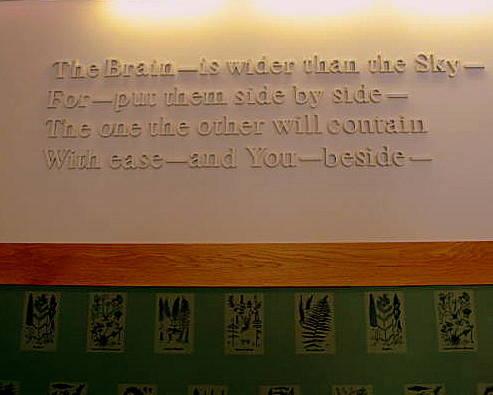 The Brain—is wider than the Sky—
For—put them side by side—
The one the other will contain
With ease—and You—beside—